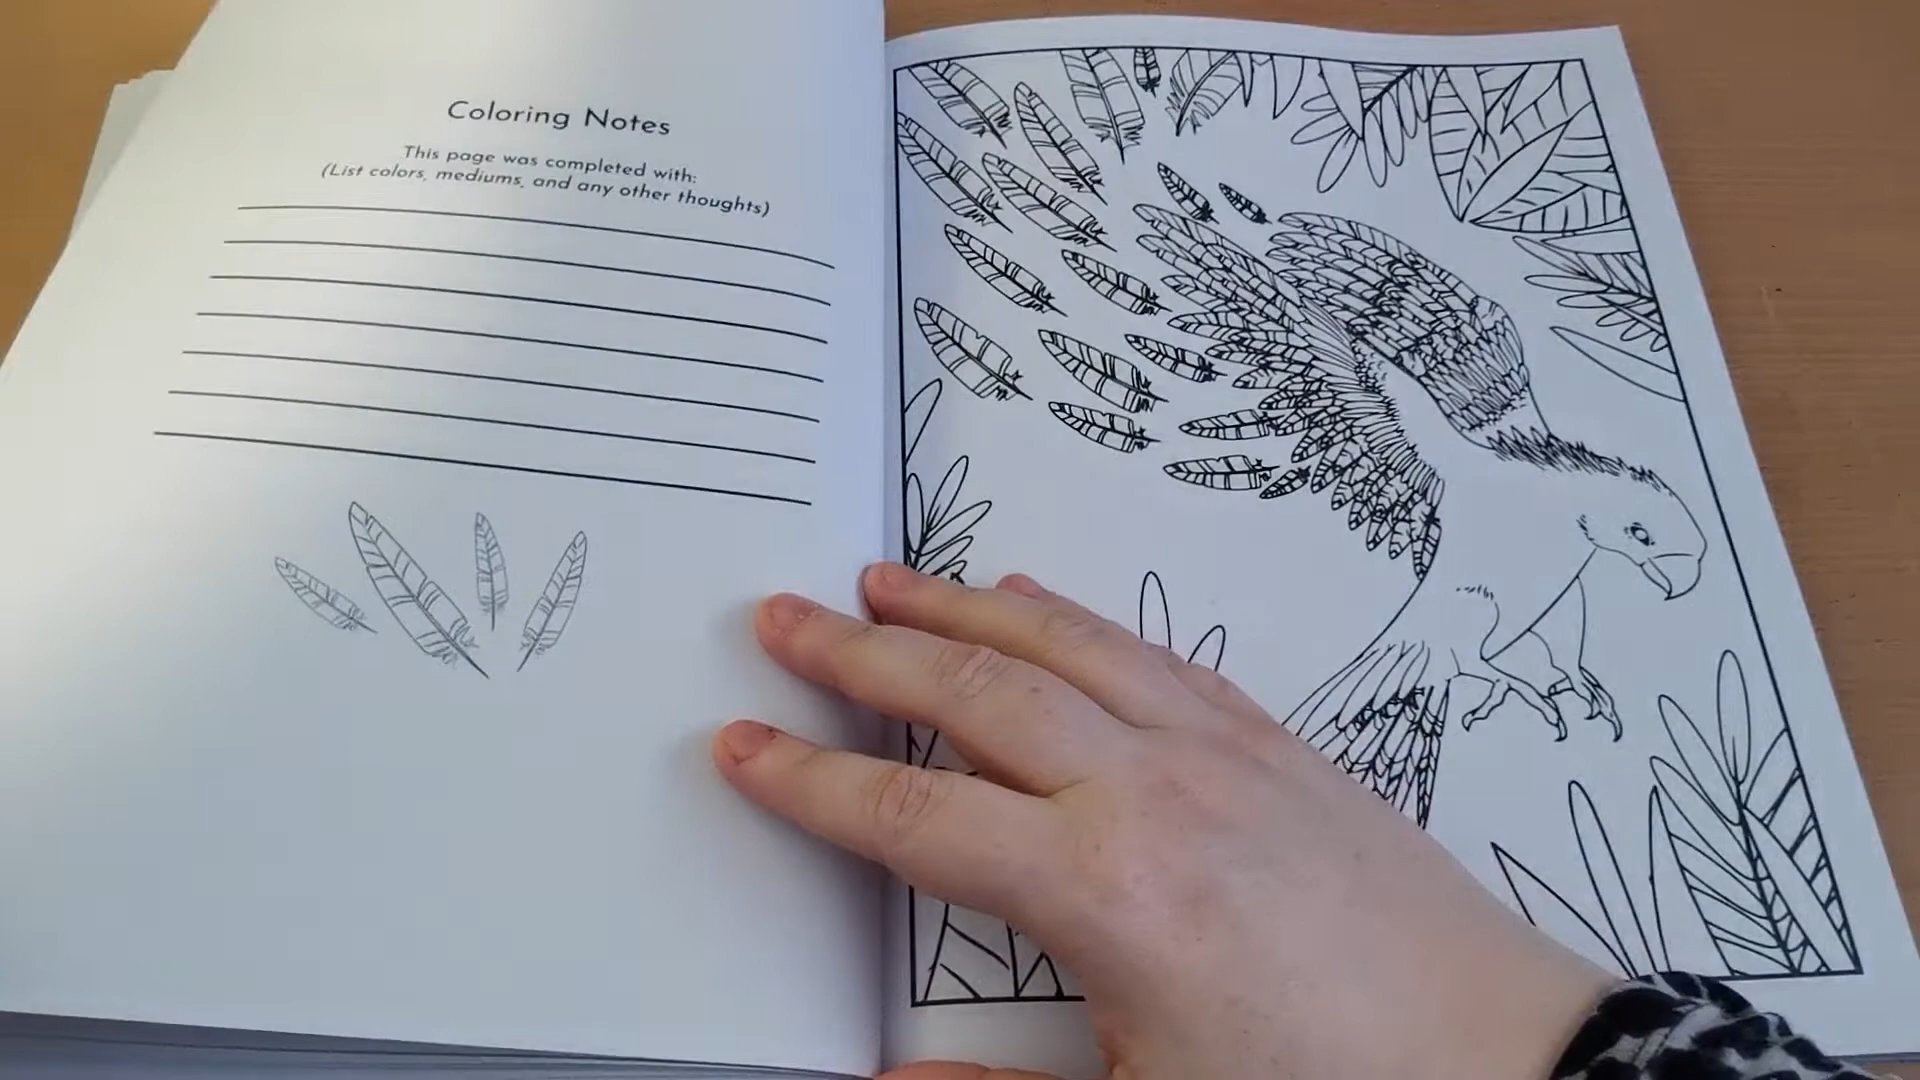 Coloring Notes
This page was completed with:
(List colors, mediums, and any other thoughts)